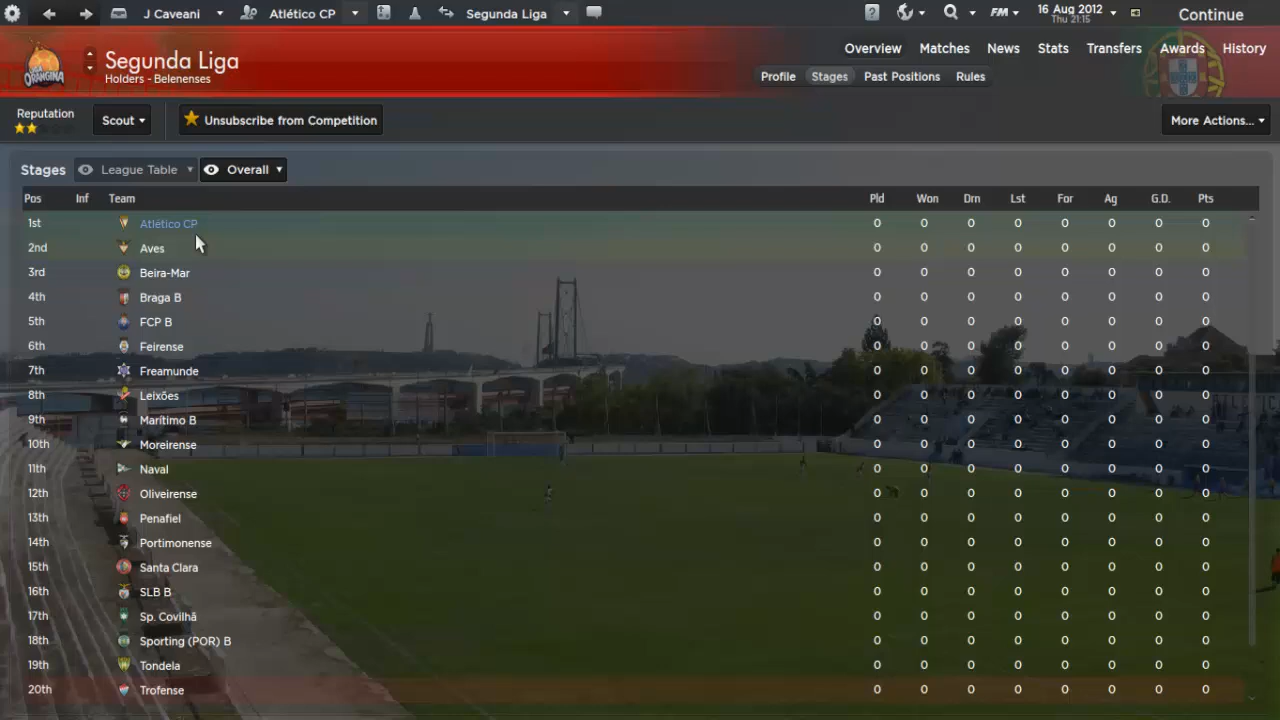 J Caveani Atlético CP Segunda Liga ? FM 16 Aug 2012 Continue
Thu 21:15
Segunda Liga
Holders - Belenenses
Overview Matches News Stats Transfers Awards History
Profile Stages Past Positions Rules
Reputation Scout Unsubscribe from Competition More Actions...
Stages League Table Overall
Pos Inf Team Pld Won Drn Lst For Ag G.D. Pts
1st Atlético CP 0 0 0 0 0 0 0 0
2nd Aves 0 0 0 0 0 0 0 0
3rd Beira-Mar 0 0 0 0 0 0 0 0
4th Braga B 0 0 0 0 0 0 0 0
5th FCP B 0 0 0 0 0 0 0 0
6th Feirense 0 0 0 0 0 0 0 0
7th Freamunde 0 0 0 0 0 0 0 0
8th Leixões 0 0 0 0 0 0 0 0
9th Marítimo B 0 0 0 0 0 0 0 0
10th Moreirense 0 0 0 0 0 0 0 0
11th Naval 0 0 0 0 0 0 0 0
12th Oliveirense 0 0 0 0 0 0 0 0
13th Penafiel 0 0 0 0 0 0 0 0
14th Portimonense 0 0 0 0 0 0 0 0
15th Santa Clara 0 0 0 0 0 0 0 0
16th SLB B 0 0 0 0 0 0 0 0
17th Sp. Covilhã 0 0 0 0 0 0 0 0
18th Sporting (POR) B 0 0 0 0 0 0 0 0
19th Tondela 0 0 0 0 0 0 0 0
20th Trofense 0 0 0 0 0 0 0 0